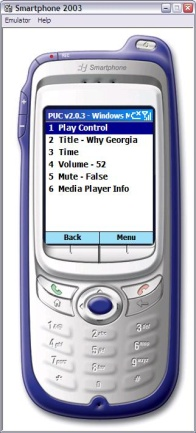 Smartphone 2003
Emulator Help
Smartphone
PUC v2.0.3 - Windows M
1 Play Control
2 Title - Why Georgia
3 Time
4 Volume - 52
5 Mute - False
6 Media Player Info
Back Menu